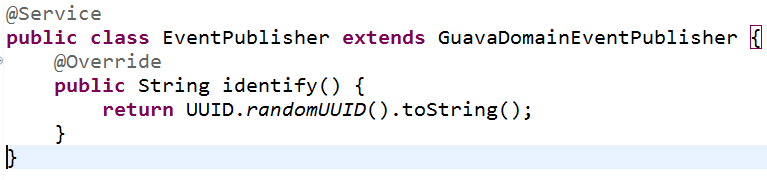 @Service
public class EventPublisher extends GuavaDomainEventPublisher {
    @Override
    public String identify() {
        return UUID.randomUUID().toString();
    }
}